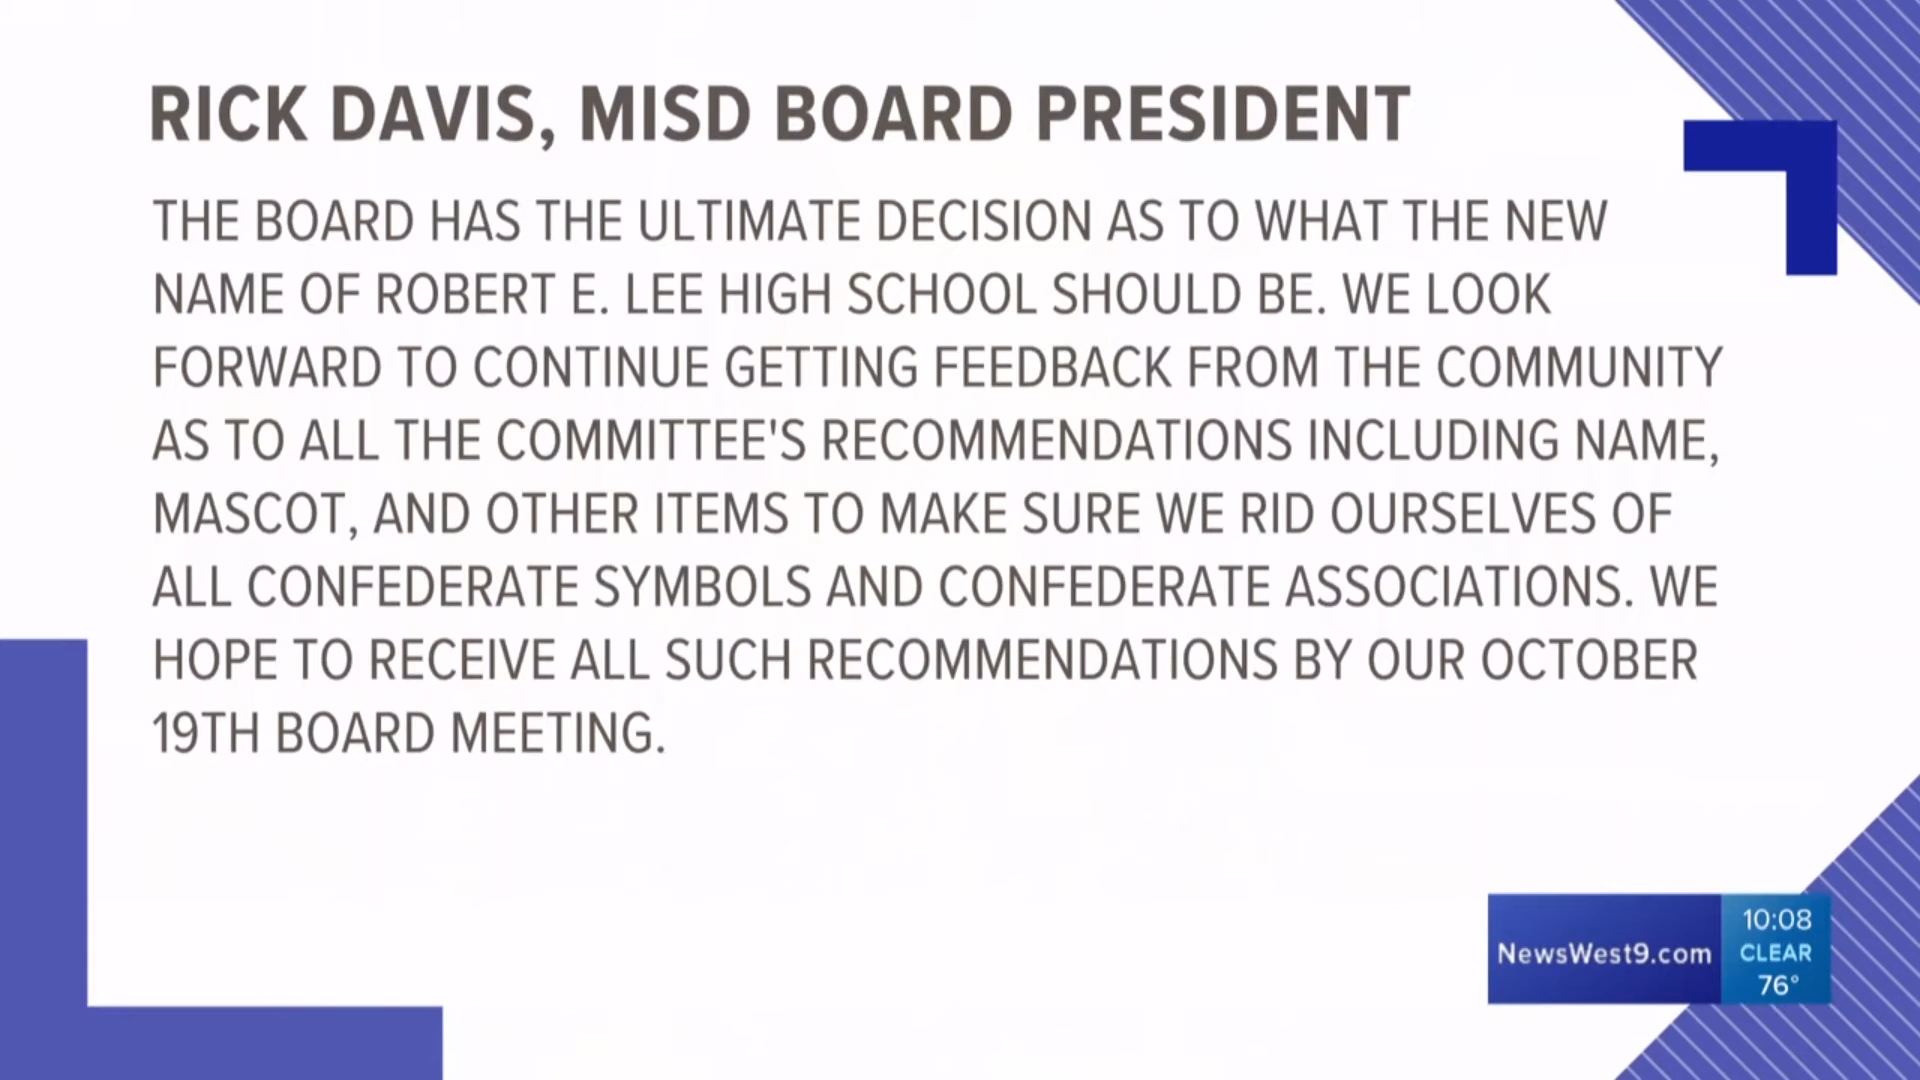 RICK DAVIS, MISD BOARD PRESIDENT
THE BOARD HAS THE ULTIMATE DECISION AS TO WHAT THE NEW
NAME OF ROBERT E. LEE HIGH SCHOOL SHOULD BE. WE LOOK
FORWARD TO CONTINUE GETTING FEEDBACK FROM THE COMMUNITY
AS TO ALL THE COMMITTEE'S RECOMMENDATIONS INCLUDING NAME,
MASCOT, AND OTHER ITEMS TO MAKE SURE WE RID OURSELVES OF
ALL CONFEDERATE SYMBOLS AND CONFEDERATE ASSOCIATIONS. WE
HOPE TO RECEIVE ALL SUCH RECOMMENDATIONS BY OUR OCTOBER
19TH BOARD MEETING.
NewsWest9.com
10:08
CLEAR
76°